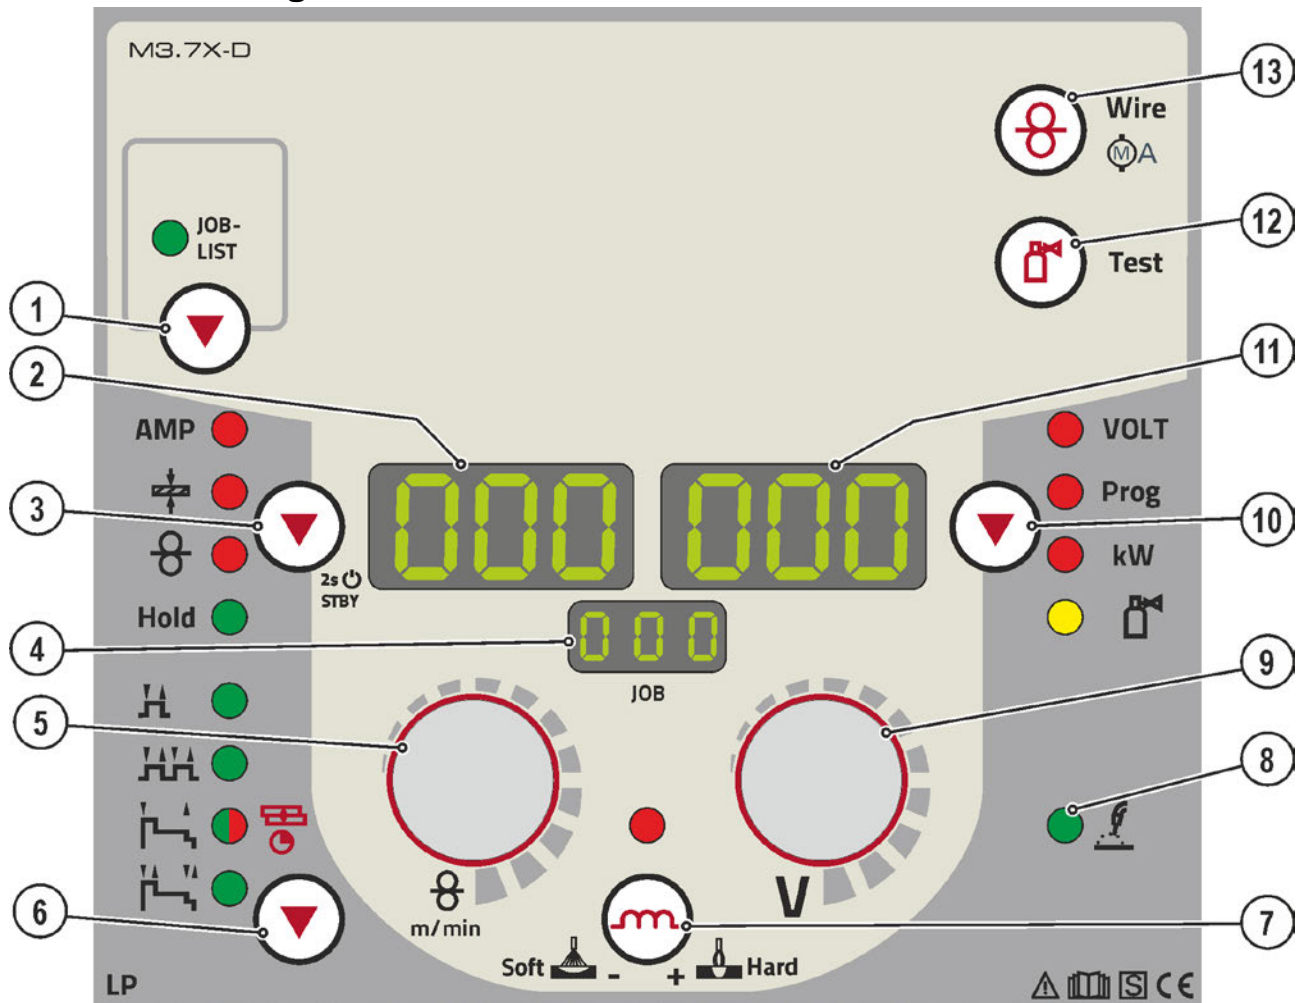 M3.7X-D
13
Wire
M A
12
JOB-
LIST
Test
1
11
2
AMP
VOLT
000
000
Prog
3
10
kW
2s
STBY
Hold
4
000
JOB
9
5
8
6
m/min
V
7
Soft - + Hard
LP
S CE